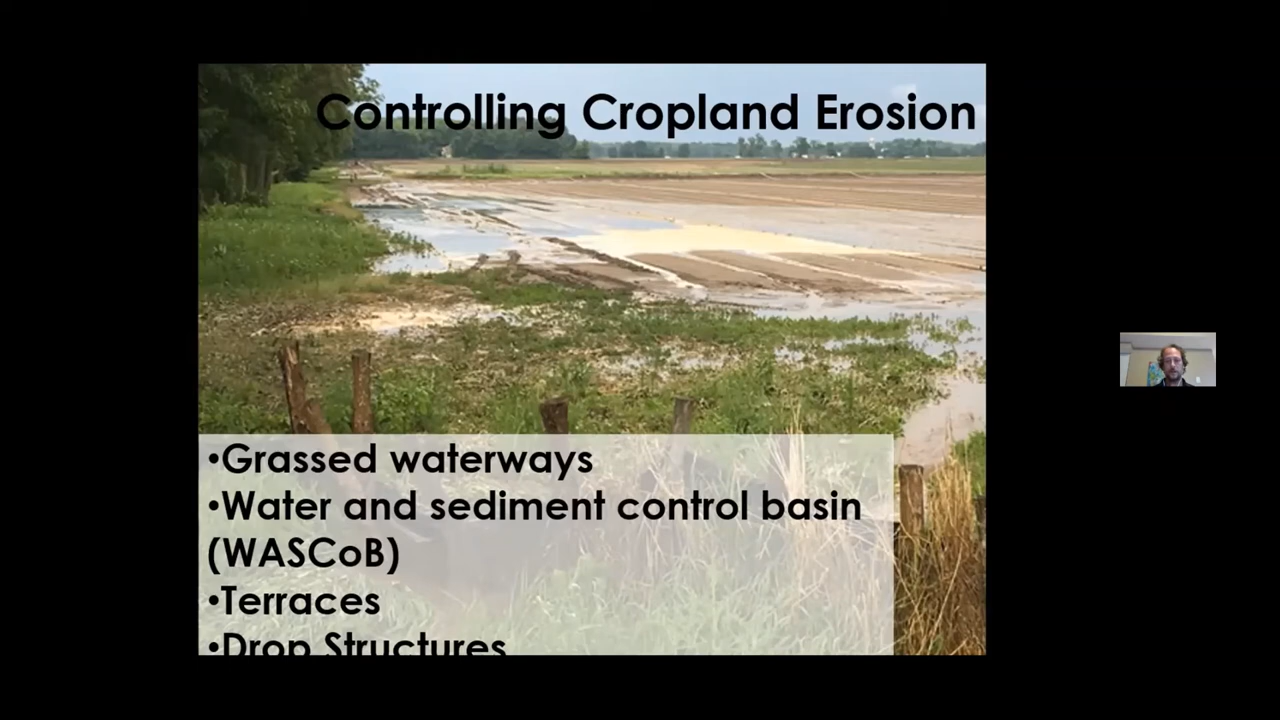 Controlling Cropland Erosion
•Grassed waterways
•Water and sediment control basin
(WASCoB)
•Terraces
•Drop Structures